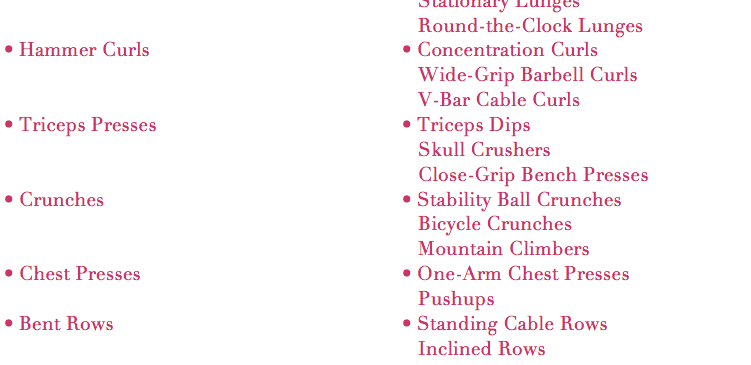 Stationary Lunges
Round-the-Clock Lunges
• Hammer Curls • Concentration Curls
Wide-Grip Barbell Curls
V-Bar Cable Curls
• Triceps Presses • Triceps Dips
Skull Crushers
Close-Grip Bench Presses
• Crunches • Stability Ball Crunches
Bicycle Crunches
Mountain Climbers
• Chest Presses • One-Arm Chest Presses
Pushups
• Bent Rows • Standing Cable Rows
Inclined Rows